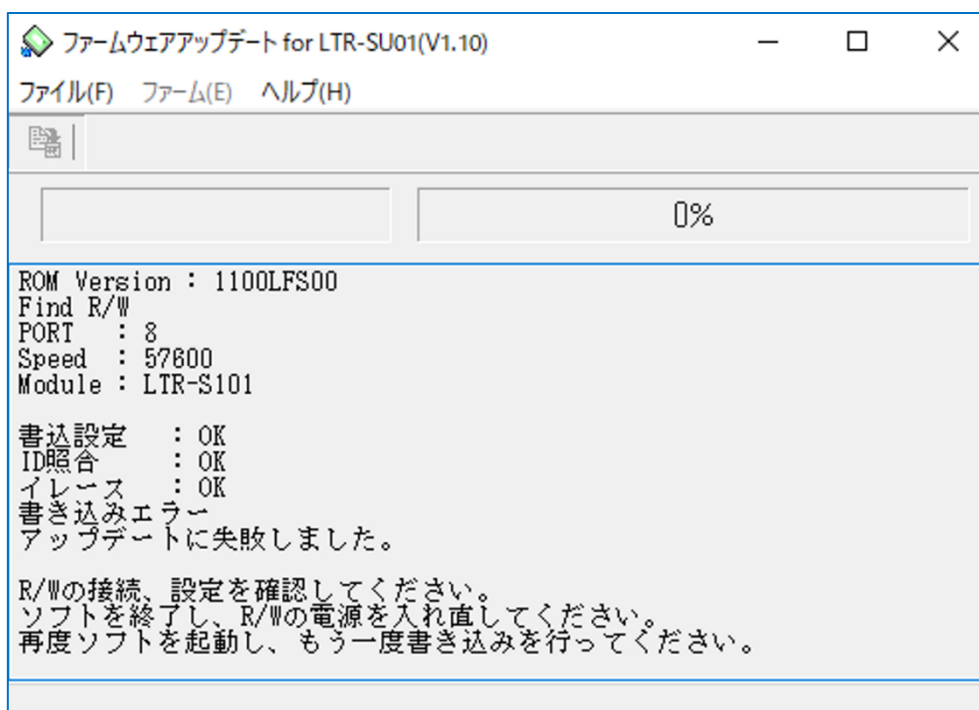 ファームウェアアップデート for LTR-SU01(V1.10)
ファイル(F) ファーム(E) ヘルプ(H)
0%
ROM Version : 1100LFS00
Find R/W
PORT : 8
Speed : 57600
Module : LTR-S101
書込設定 : OK
ID照合 : OK
イレース : OK
書き込みエラー
アップデートに失敗しました。
R/Wの接続、設定を確認してください。
ソフトを終了し、R/Wの電源を入れ直してください。
再度ソフトを起動し、もう一度書き込みを行ってください。